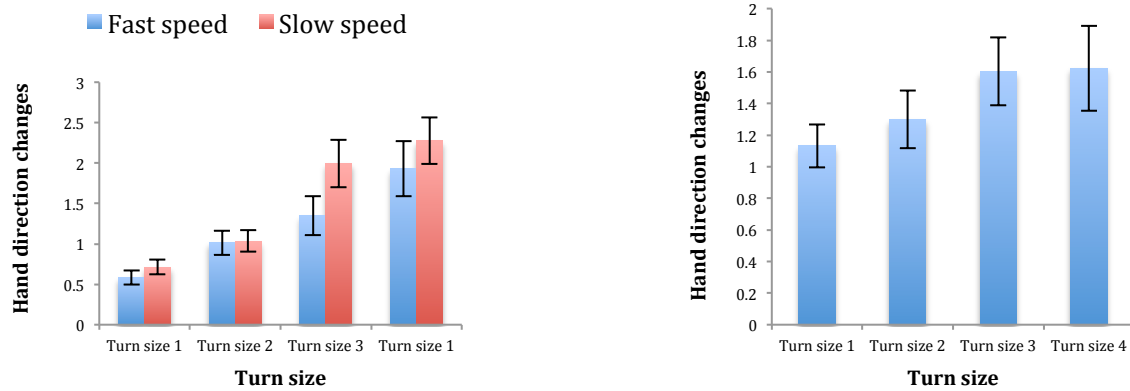 Fast speed Slow speed
Hand direction changes
3
2.5
2
1.5
1
0.5
0
Turn size 1 Turn size 2 Turn size 3 Turn size 1
Turn size
Hand direction changes
2
1.8
1.6
1.4
1.2
1
0.8
0.6
0.4
0.2
0
Turn size 1 Turn size 2 Turn size 3 Turn size 4
Turn size